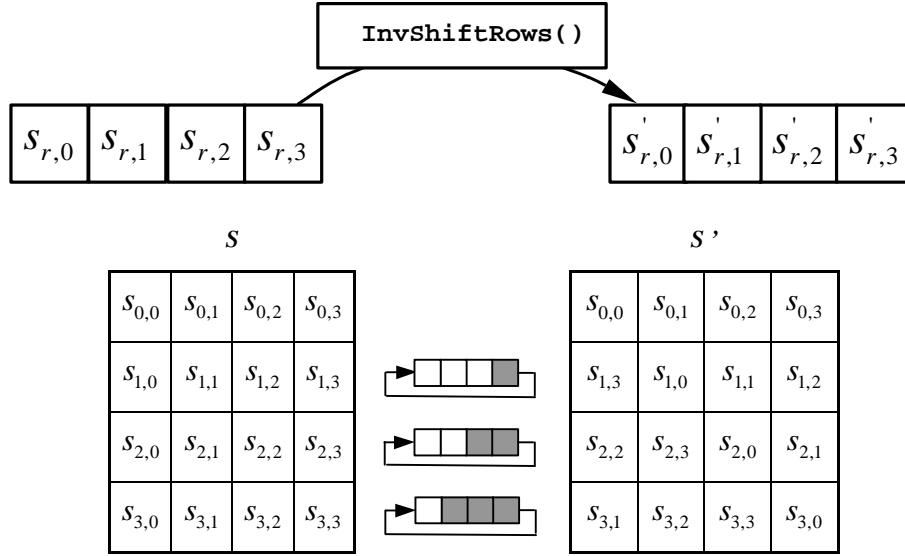 InvShiftRows()
s_{r,0} s_{r,1} s_{r,2} s_{r,3} s'_{r,0} s'_{r,1} s'_{r,2} s'_{r,3}
s s’
s_{0,0} s_{0,1} s_{0,2} s_{0,3} s_{0,0} s_{0,1} s_{0,2} s_{0,3}
s_{1,0} s_{1,1} s_{1,2} s_{1,3} s_{1,3} s_{1,0} s_{1,1} s_{1,2}
s_{2,0} s_{2,1} s_{2,2} s_{2,3} s_{2,2} s_{2,3} s_{2,0} s_{2,1}
s_{3,0} s_{3,1} s_{3,2} s_{3,3} s_{3,1} s_{3,2} s_{3,3} s_{3,0}